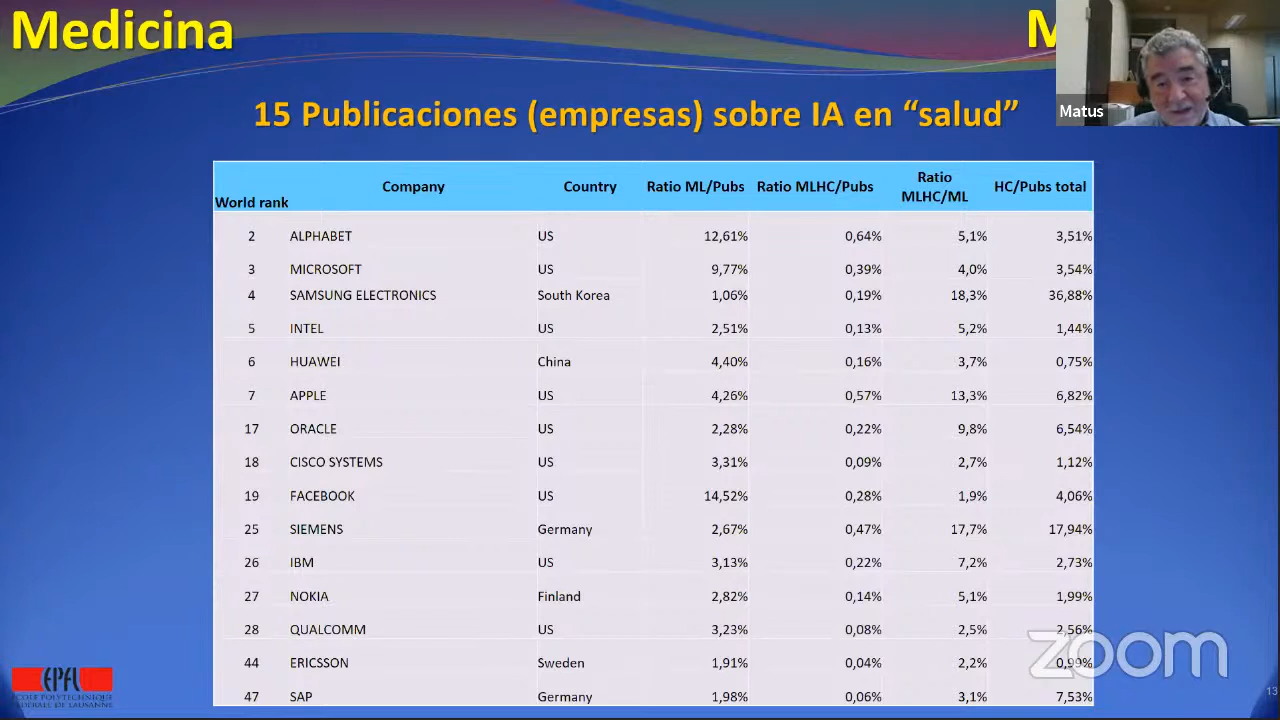 Medicina
M
Matus
15 Publicaciones (empresas) sobre IA en “salud”
World rank Company Country Ratio ML/Pubs Ratio MLHC/Pubs Ratio MLHC/ML HC/Pubs total
2 ALPHABET US 12,61% 0,64% 5,1% 3,51%
3 MICROSOFT US 9,77% 0,39% 4,0% 3,54%
4 SAMSUNG ELECTRONICS South Korea 1,06% 0,19% 18,3% 36,88%
5 INTEL US 2,51% 0,13% 5,2% 1,44%
6 HUAWEI China 4,40% 0,16% 3,7% 0,75%
7 APPLE US 4,26% 0,57% 13,3% 6,82%
17 ORACLE US 2,28% 0,22% 9,8% 6,54%
18 CISCO SYSTEMS US 3,31% 0,09% 2,7% 1,12%
19 FACEBOOK US 14,52% 0,28% 1,9% 4,06%
25 SIEMENS Germany 2,67% 0,47% 17,7% 17,94%
26 IBM US 3,13% 0,22% 7,2% 2,73%
27 NOKIA Finland 2,82% 0,14% 5,1% 1,99%
28 QUALCOMM US 3,23% 0,08% 2,5% 2,56%
44 ERICSSON Sweden 1,91% 0,04% 2,2% 0,99%
47 SAP Germany 1,98% 0,06% 3,1% 7,53%
zoom
EPFL
ÉCOLE POLYTECHNIQUE
FÉDÉRALE DE LAUSANNE
13